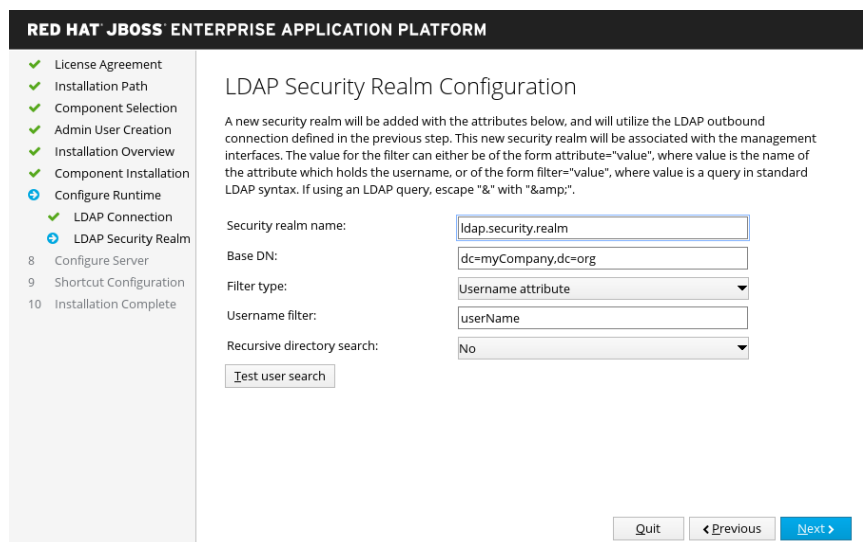 RED HAT® JBOSS® ENTERPRISE APPLICATION PLATFORM
License Agreement
Installation Path
Component Selection
Admin User Creation
Installation Overview
Component Installation
Configure Runtime
LDAP Connection
LDAP Security Realm
8 Configure Server
9 Shortcut Configuration
10 Installation Complete
LDAP Security Realm Configuration
A new security realm will be added with the attributes below, and will utilize the LDAP outbound
connection defined in the previous step. This new security realm will be associated with the management
interfaces. The value for the filter can either be of the form attribute="value", where value is the name of
the attribute which holds the username, or of the form filter="value", where value is a query in standard
LDAP syntax. If using an LDAP query, escape "&" with "&amp;".
Security realm name: ldap.security.realm
Base DN: dc=myCompany,dc=org
Filter type: Username attribute
Username filter: userName
Recursive directory search: No
Test user search
Quit Previous Next